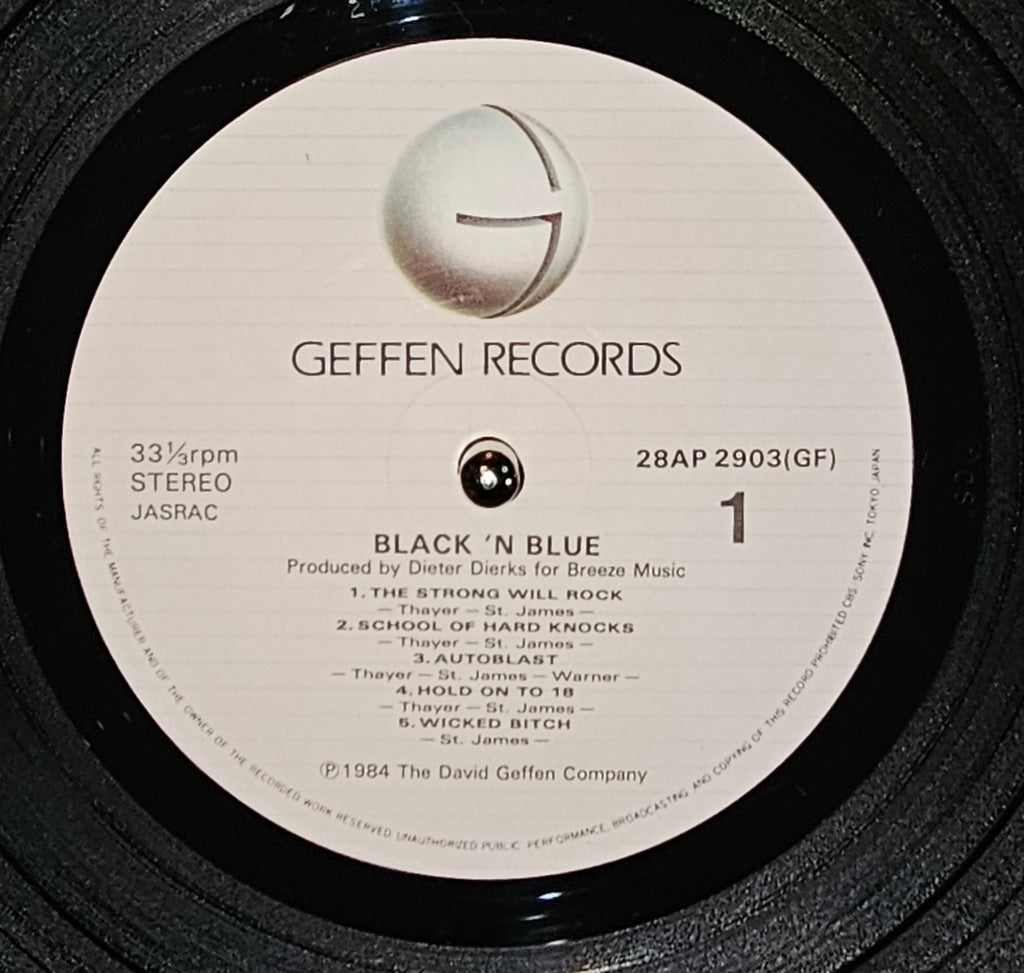 GEFFEN RECORDS
33⅓rpm
STEREO
JASRAC
28AP 2903(GF)
1
BLACK 'N BLUE
Produced by Dieter Dierks for Breeze Music
1. THE STRONG WILL ROCK
— Thayer — St. James —
2. SCHOOL OF HARD KNOCKS
— Thayer — St. James —
3. AUTOBLAST
— Thayer — St. James — Warner —
4. HOLD ON TO 18
— Thayer — St. James —
5. WICKED BITCH
— St. James —
Ⓟ1984 The David Geffen Company
ALL RIGHTS OF THE MANUFACTURER AND OF THE OWNER OF THE RECORDED WORK RESERVED. UNAUTHORIZED PUBLIC PERFORMANCE, BROADCASTING AND COPYING OF THIS RECORD PROHIBITED CBS/SONY INC. TOKYO JAPAN